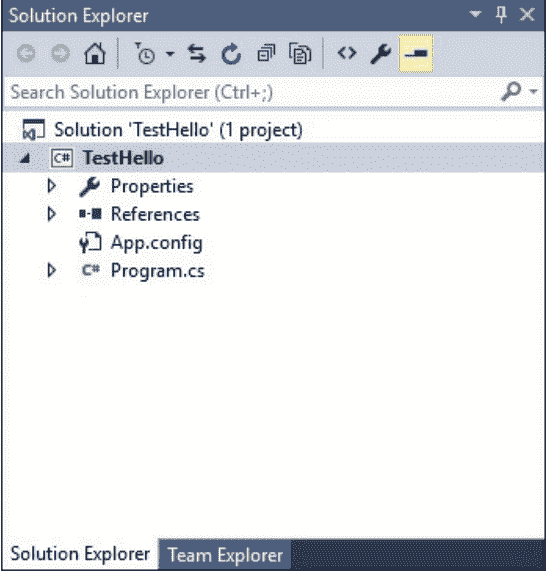 Solution Explorer
Search Solution Explorer (Ctrl+;)
Solution 'TestHello' (1 project)
C# TestHello
Properties
References
App.config
C# Program.cs
Solution Explorer Team Explorer